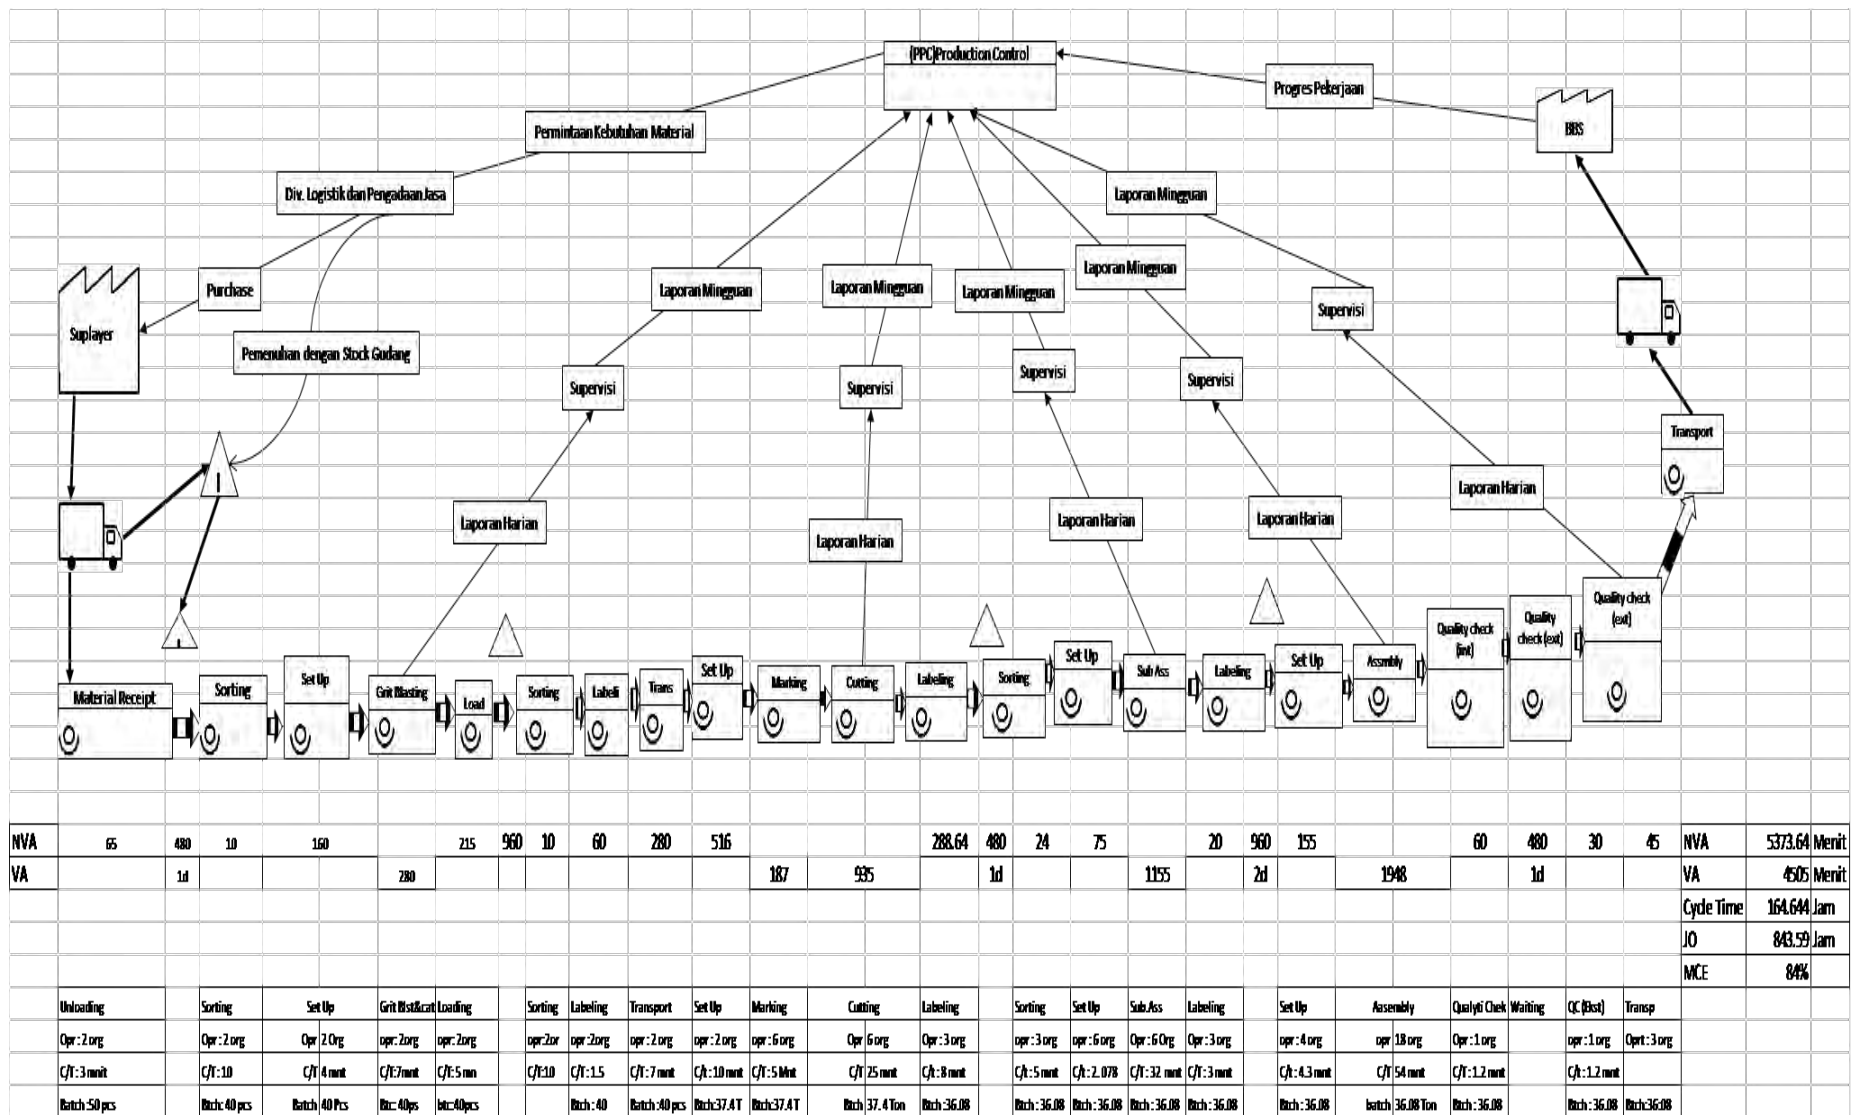 (PPC)Production Control
Progres Pekerjaan
BBS
Permintaan Kebutuhan Material
Div. Logistik dan Pengadaan Jasa
Laporan Mingguan
Purchase
Suplayer
Laporan Mingguan
Laporan Mingguan
Laporan Mingguan
Laporan Mingguan
Supervisi
Pemenuhan dengan Stock Gudang
Supervisi
Supervisi
Supervisi
Supervisi
Transport
Laporan Harian
Laporan Harian
Laporan Harian
Laporan Harian
Laporan Harian
Material Receipt
Sorting
Set Up
Grit Blasting
Load
Sorting
Labeli
Trans
Set Up
Marking
Cutting
Labeling
Sorting
Set Up
Sub Ass
Labeling
Set Up
Assmbly
Quality check
(int)
Quality
check (ext)
Quality check
(ext)
NVA 65 480 10 160 215 960 10 60 280 516 288.64 480 24 75 20 960 155 60 480 30 45 NVA 5373.64 Menit
VA 1d 280 187 935 1d 1155 2d 1948 1d VA 4505 Menit
Cycle Time 164.644 Jam
JO 843.59 Jam
MCE 84%
Unloading Sorting Set Up Grit Blst&cat Loading Sorting Labeling Transport Set Up Marking Cutting Labeling Sorting Set Up Sub.Ass Labeling Set Up Aasembly Qualyti Chek Waiting QC (Ekst) Transp
Opr : 2 org Opr : 2 org Opr 2 Org opr: 2org opr: 2org opr:2or opr :2org opr : 2 org opr : 2 org opr : 6 org Opr 6 org Opr : 3 org opr : 3 org opr : 6 org Opr : 6 Org Opr : 3 org opr : 4 org opr 18 org Opr : 1 org opr : 1 org Oprt : 3 org
C/T : 3 mnit C/T : 10 C/T 4 mnt C/T:7mnt C/T : 5 mn C/T:10 C/T : 1.5 C/T : 7 mnt C/t : 10 mnt C/T : 5 Mnt C/T 25 mnt C/t : 8 mnt C/t : 5 mnt C/t : 2.078 C/T : 32 mnt C/T : 3 mnt C/t : 4.3 mnt C/T 54 mnt C/T : 1.2 mnt C/t : 1.2 mnt
Batch :50 pcs Btch: 40 pcs Batch 40 Pcs Btc: 40ps btc:40pcs Btch : 40 Batch :40 pcs Btch:37.4 T Btch:37.4 T Btch 37. 4 Ton Btch :36.08 Btch : 36.08 Btch : 36.08 Btch : 36.08 Btch : 36.08 Btch : 36.08 batch 36,08 Ton Btch : 36.08 Btch : 36.08 Btch:36.08